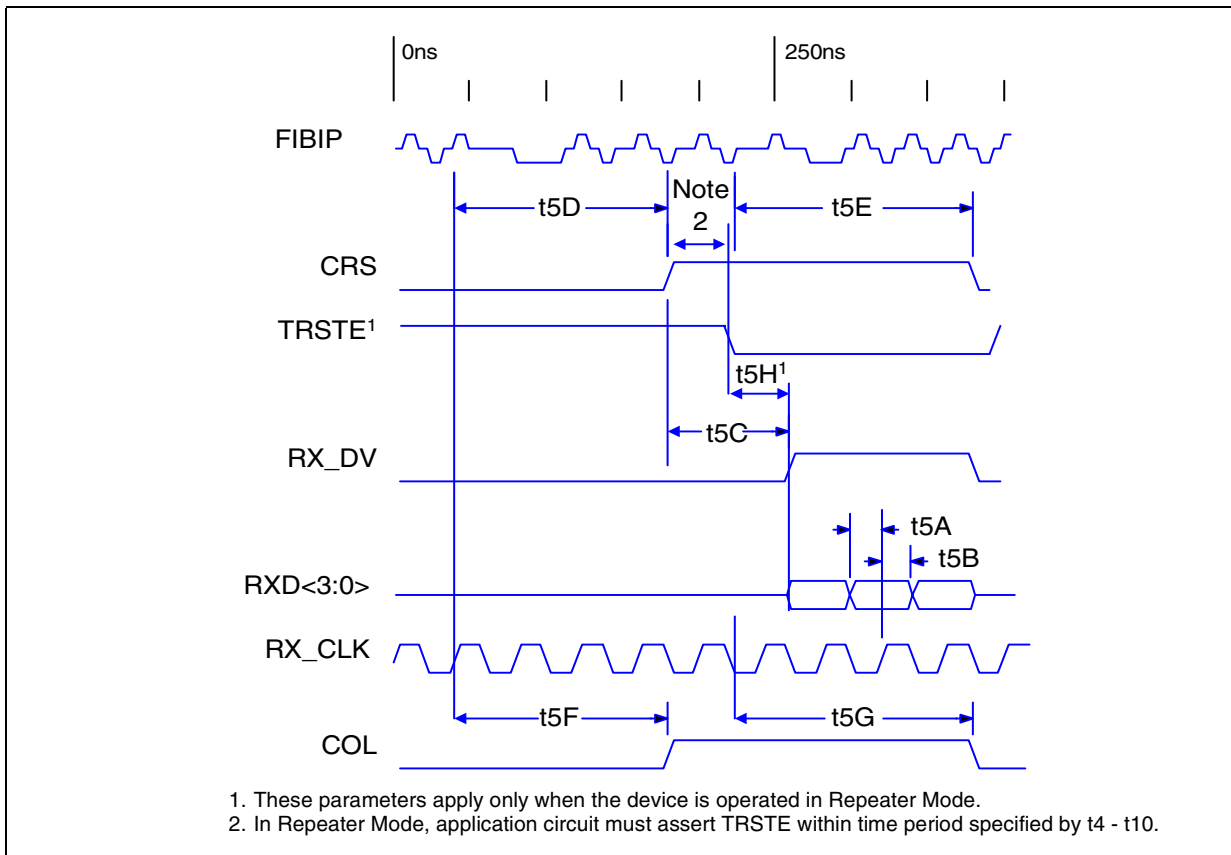 0ns 250ns
FIBIP
Note
2
t5D t5E
CRS
TRSTE¹
t5H¹
t5C
RX_DV
t5A
t5B
RXD<3:0>
RX_CLK
t5F t5G
COL
1. These parameters apply only when the device is operated in Repeater Mode.
2. In Repeater Mode, application circuit must assert TRSTE within time period specified by t4 - t10.